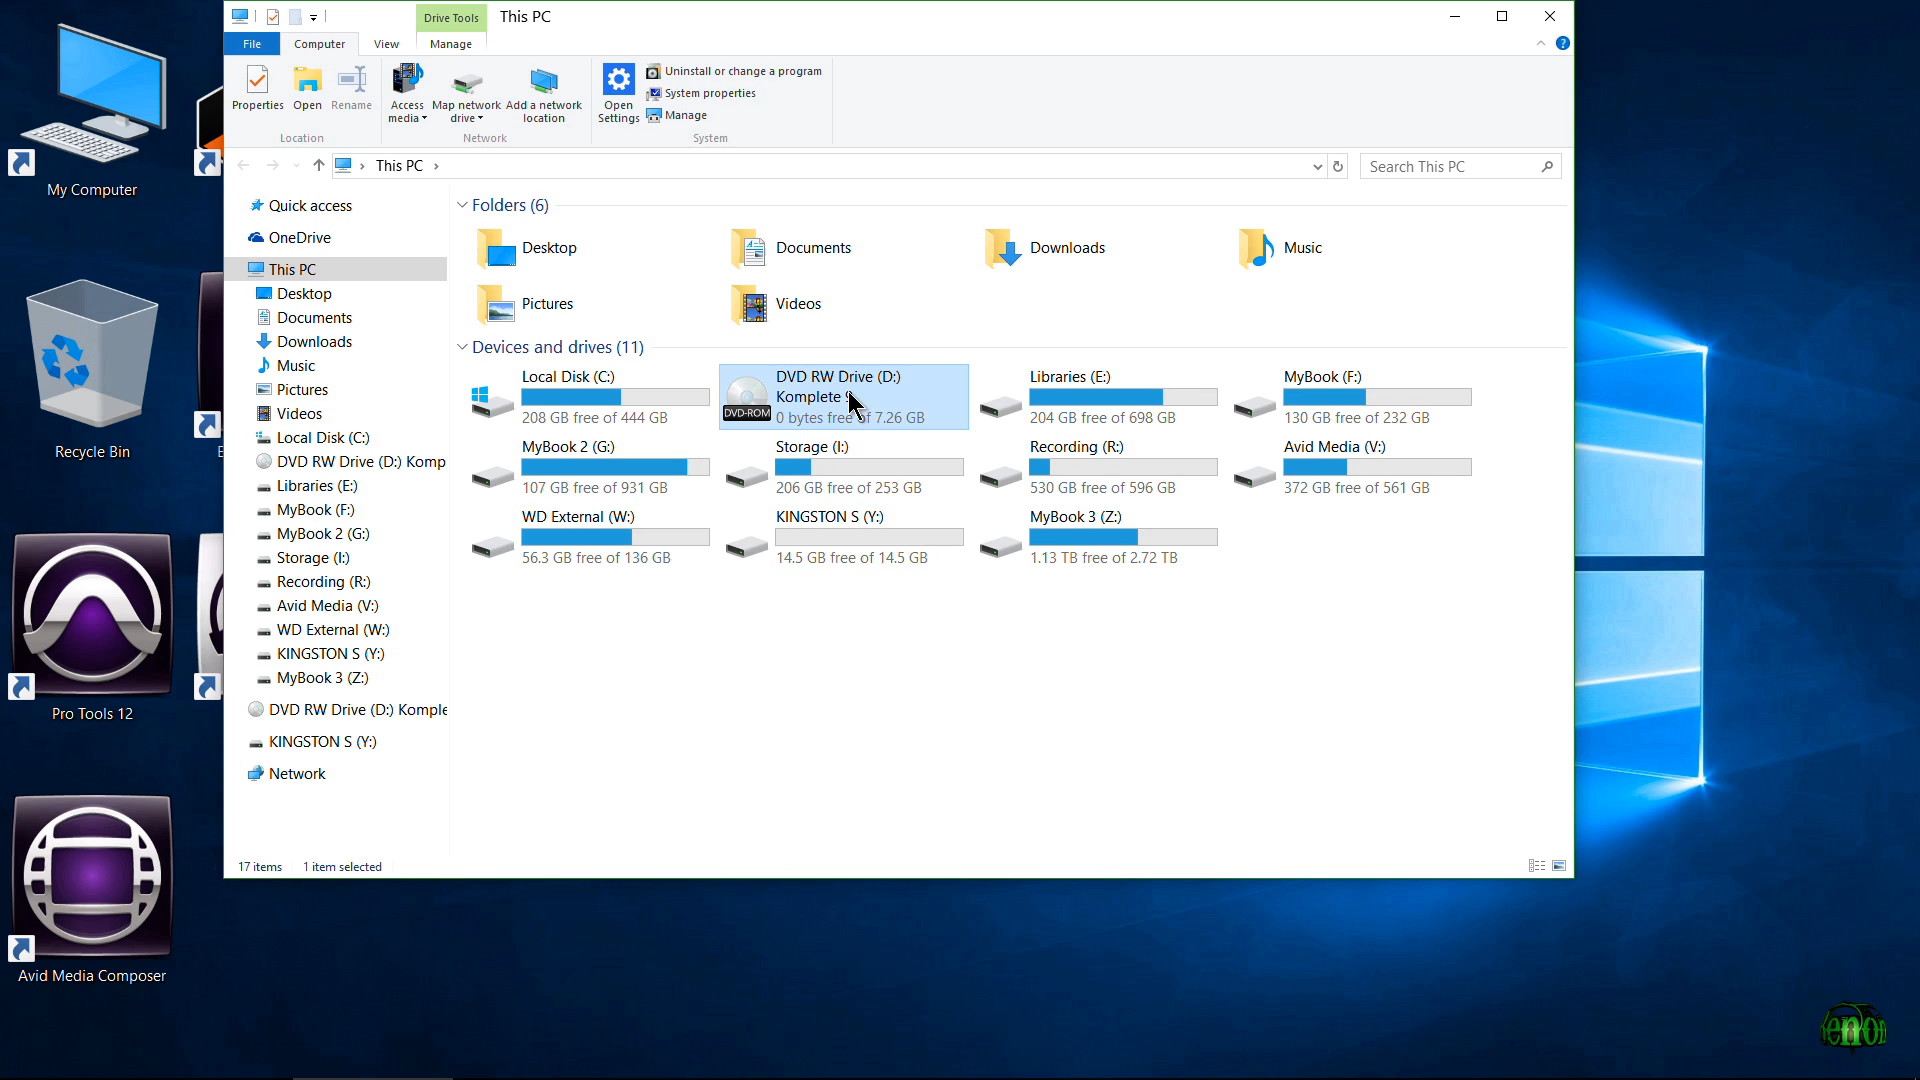 Drive Tools
This PC
File
Computer
View
Manage
Properties
Open
Rename
Access media
Map network drive
Add a network location
Open Settings
Uninstall or change a program
System properties
Manage
Location
Network
System
This PC
Search This PC
Quick access
OneDrive
This PC
Desktop
Documents
Downloads
Music
Pictures
Videos
Local Disk (C:)
DVD RW Drive (D:) Komp
Libraries (E:)
MyBook (F:)
MyBook 2 (G:)
Storage (I:)
Recording (R:)
Avid Media (V:)
WD External (W:)
KINGSTON S (Y:)
MyBook 3 (Z:)
DVD RW Drive (D:) Komple
KINGSTON S (Y:)
Network
Folders (6)
Desktop
Documents
Downloads
Music
Pictures
Videos
Devices and drives (11)
Local Disk (C:)
208 GB free of 444 GB
DVD RW Drive (D:)
Komplete
DVD-ROM
0 bytes free of 7.26 GB
Libraries (E:)
204 GB free of 698 GB
MyBook (F:)
130 GB free of 232 GB
MyBook 2 (G:)
107 GB free of 931 GB
Storage (I:)
206 GB free of 253 GB
Recording (R:)
530 GB free of 596 GB
Avid Media (V:)
372 GB free of 561 GB
WD External (W:)
56.3 GB free of 136 GB
KINGSTON S (Y:)
14.5 GB free of 14.5 GB
MyBook 3 (Z:)
1.13 TB free of 2.72 TB
17 items
1 item selected
My Computer
Recycle Bin
Pro Tools 12
Avid Media Composer